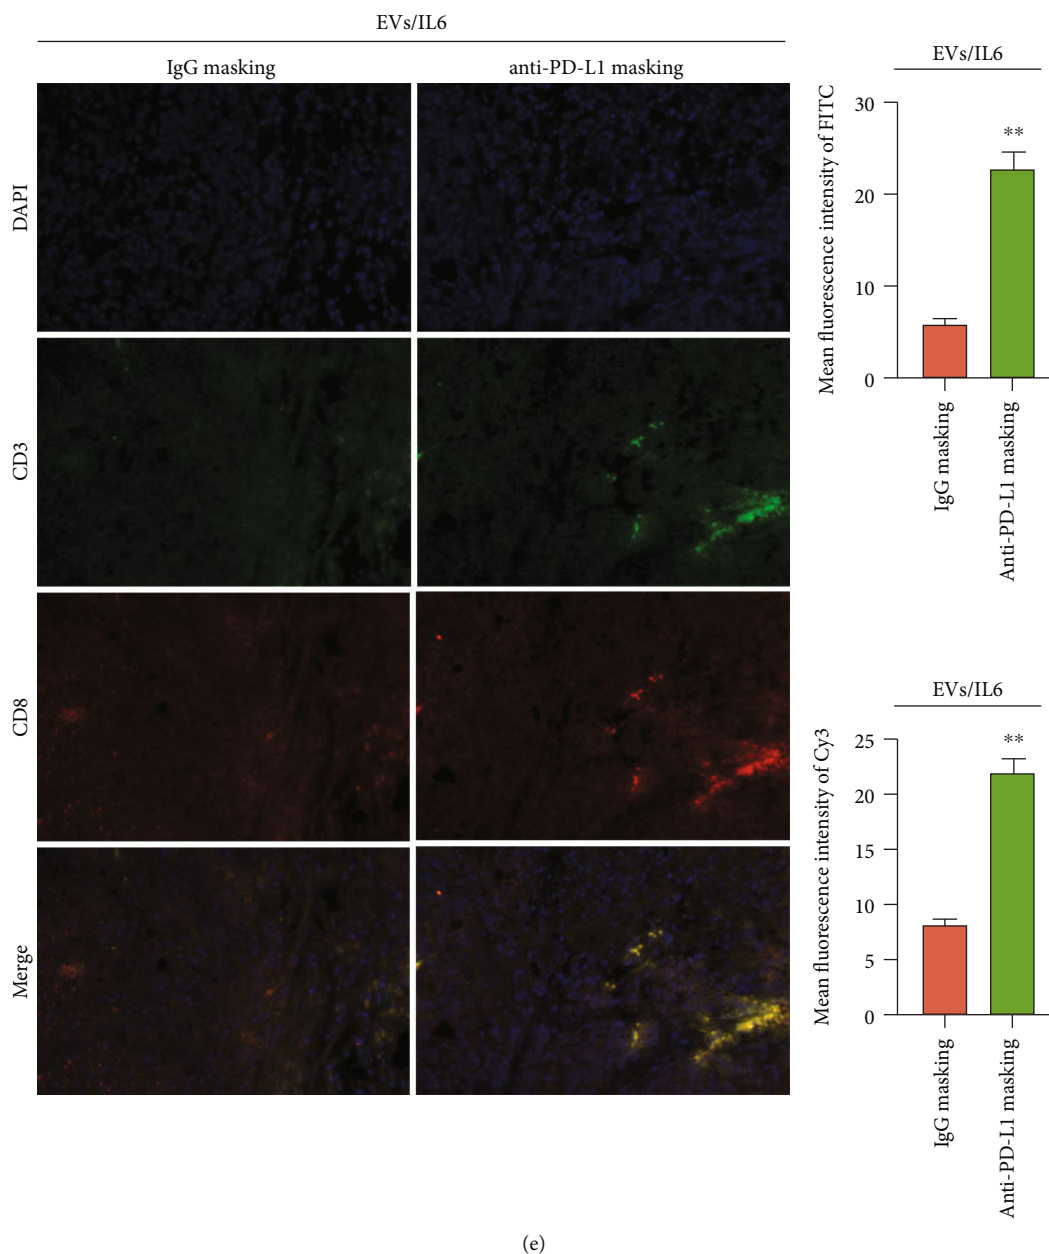 EVs/IL6
IgG masking
anti-PD-L1 masking
DAPI
CD3
CD8
Merge
EVs/IL6
Mean fluorescence intensity of FITC
30
20
10
0
**
IgG masking
Anti-PD-L1 masking
EVs/IL6
Mean fluorescence intensity of Cy3
25
20
15
10
5
0
**
IgG masking
Anti-PD-L1 masking
(e)